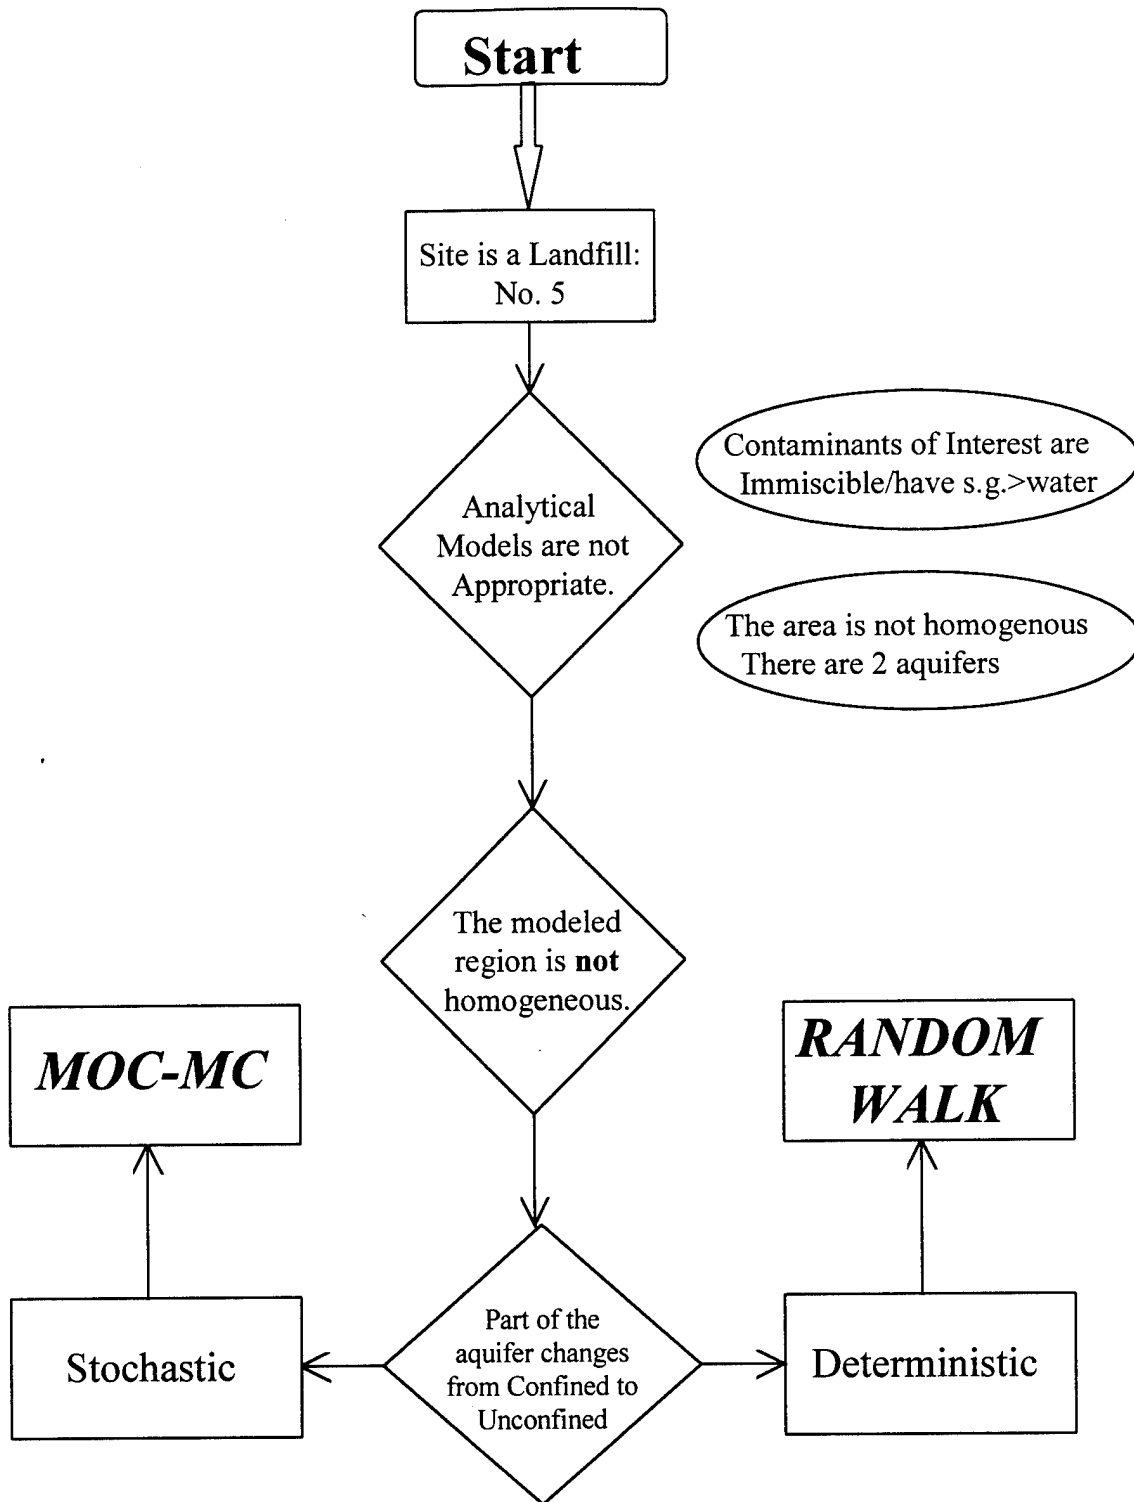 Start
Site is a Landfill:
No. 5
Contaminants of Interest are
Immiscible/have s.g.>water
Analytical
Models are not
Appropriate.
The area is not homogenous
There are 2 aquifers
The modeled
region is not
homogeneous.
MOC-MC
RANDOM
WALK
Stochastic
Part of the
aquifer changes
from Confined to
Unconfined
Deterministic